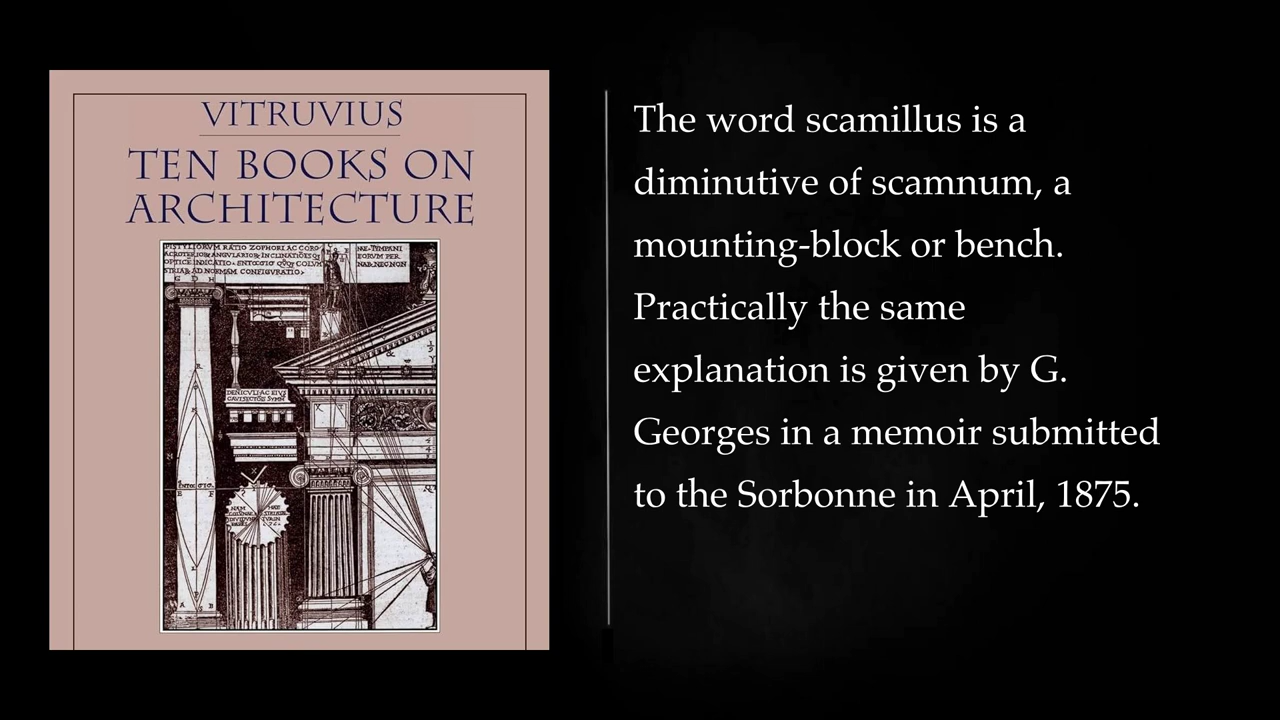 VITRUVIUS
TEN BOOKS ON
ARCHITECTURE
The word scamillus is a
diminutive of scamnum, a
mounting-block or bench.
Practically the same
explanation is given by G.
Georges in a memoir submitted
to the Sorbonne in April, 1875.